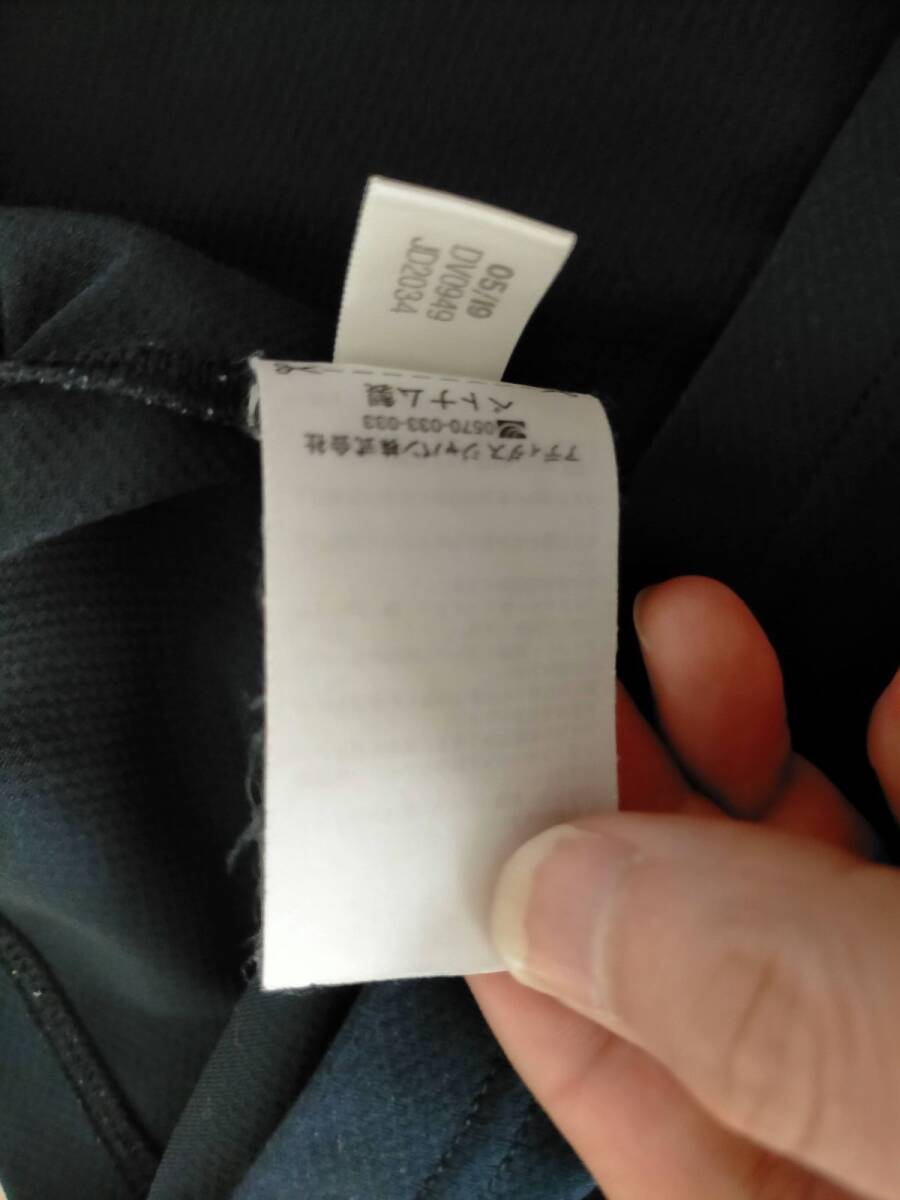 05/19
DV0949
JD2034
アディダス ジャパン株式会社
0570-033-033
ベトナム製